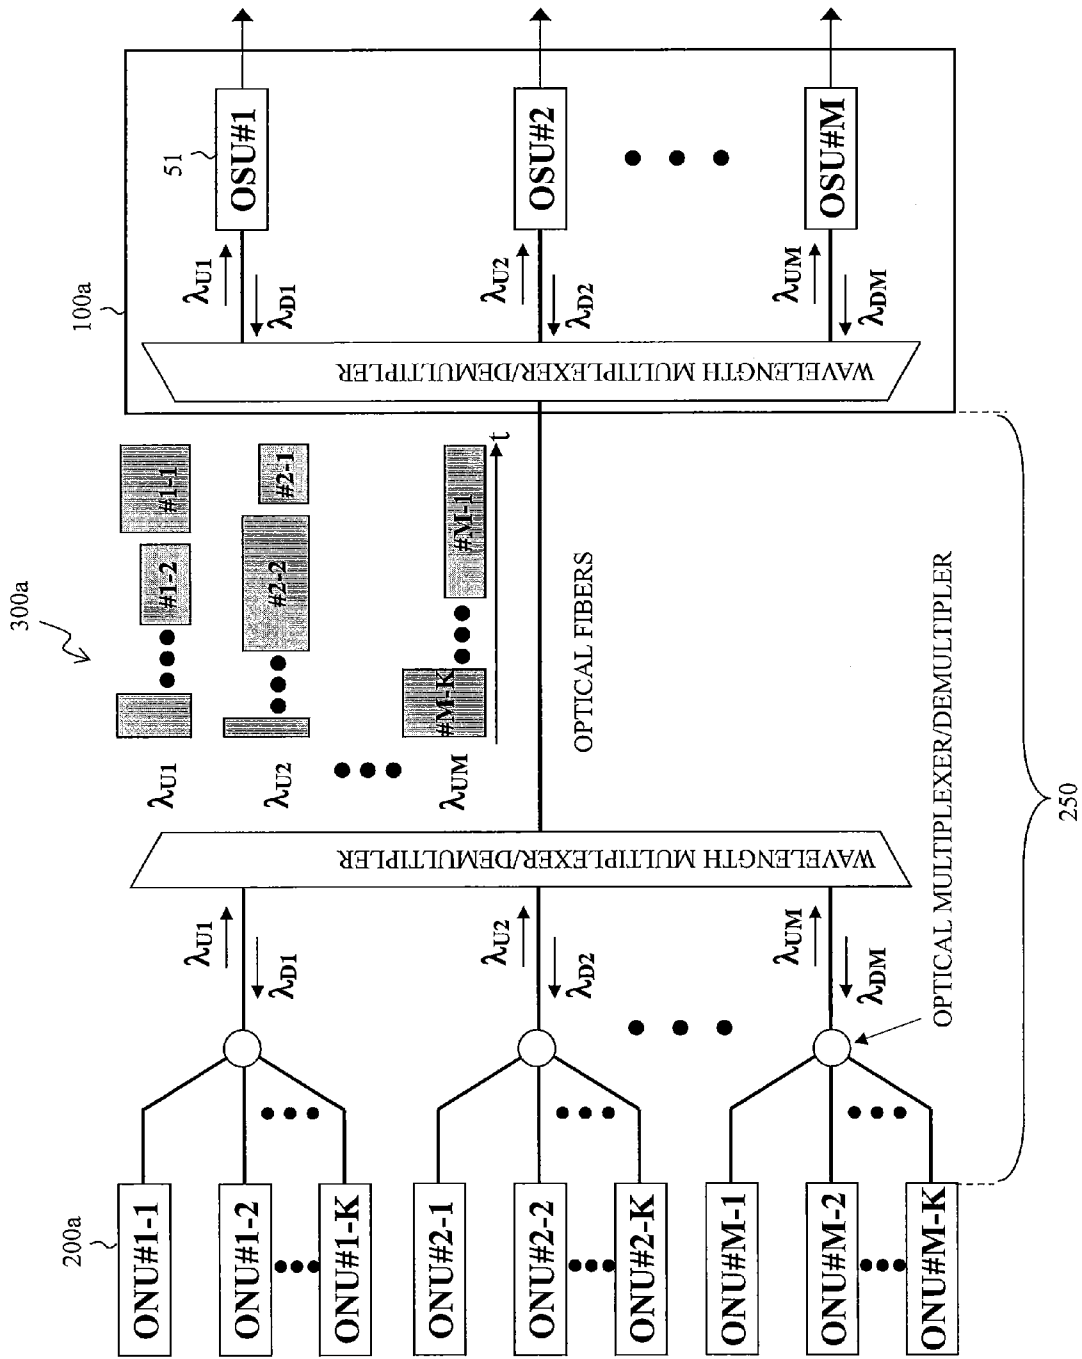 100a
51
OSU#1
λU1
λD1
OSU#2
λU2
λD2
OSU#M
λUM
λDM
WAVELENGTH MULTIPLEXER/DEMULTIPLER
300a
#1-1
#1-2
λU1
#2-1
#2-2
λU2
#M-1
#M-K
λUM
t
OPTICAL FIBERS
WAVELENGTH MULTIPLEXER/DEMULTIPLER
λU1
λD1
λU2
λD2
λUM
λDM
OPTICAL MULTIPLEXER/DEMULTIPLER
250
200a
ONU#1-1
ONU#1-2
ONU#1-K
ONU#2-1
ONU#2-2
ONU#2-K
ONU#M-1
ONU#M-2
ONU#M-K